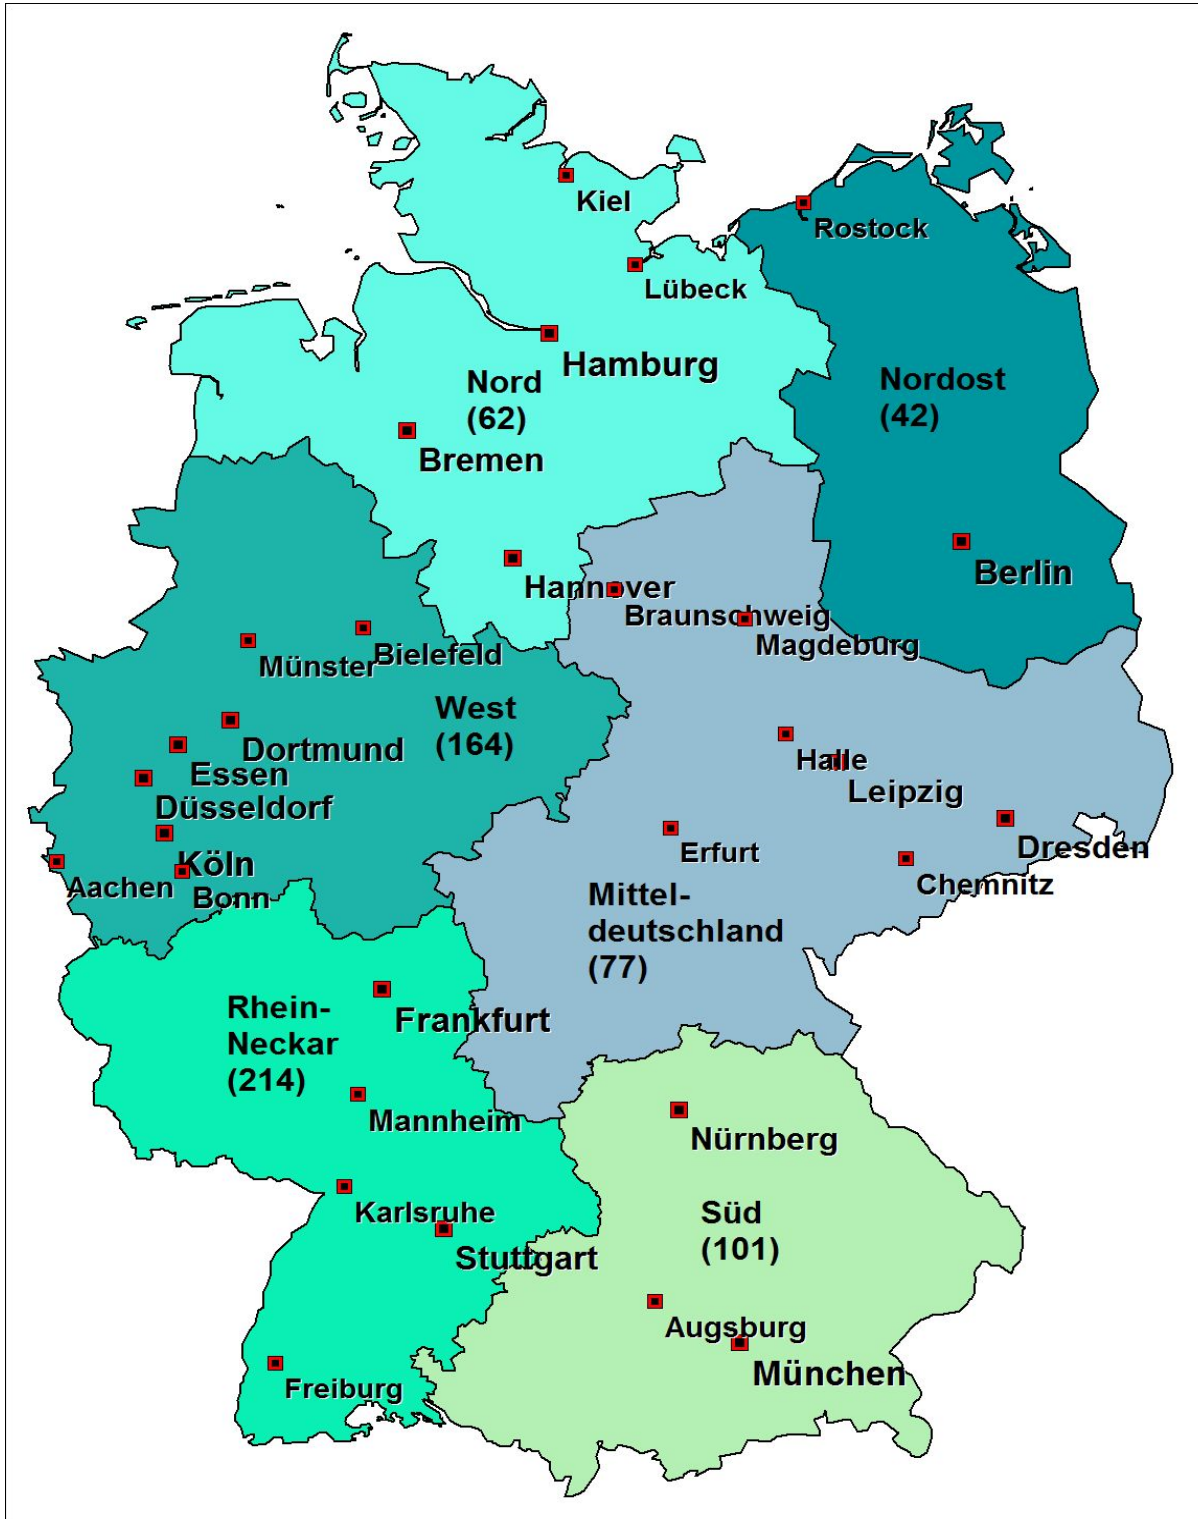 Kiel
Rostock
Lübeck
Hamburg
Nord
(62)
Nordost
(42)
Bremen
Berlin
Hannover
Braunschweig
Magdeburg
Münster
Bielefeld
West
(164)
Dortmund
Essen
Düsseldorf
Halle
Leipzig
Köln
Aachen
Bonn
Erfurt
Dresden
Chemnitz
Mittel-
deutschland
(77)
Rhein-
Neckar
(214)
Frankfurt
Mannheim
Nürnberg
Karlsruhe
Stuttgart
Süd
(101)
Augsburg
München
Freiburg